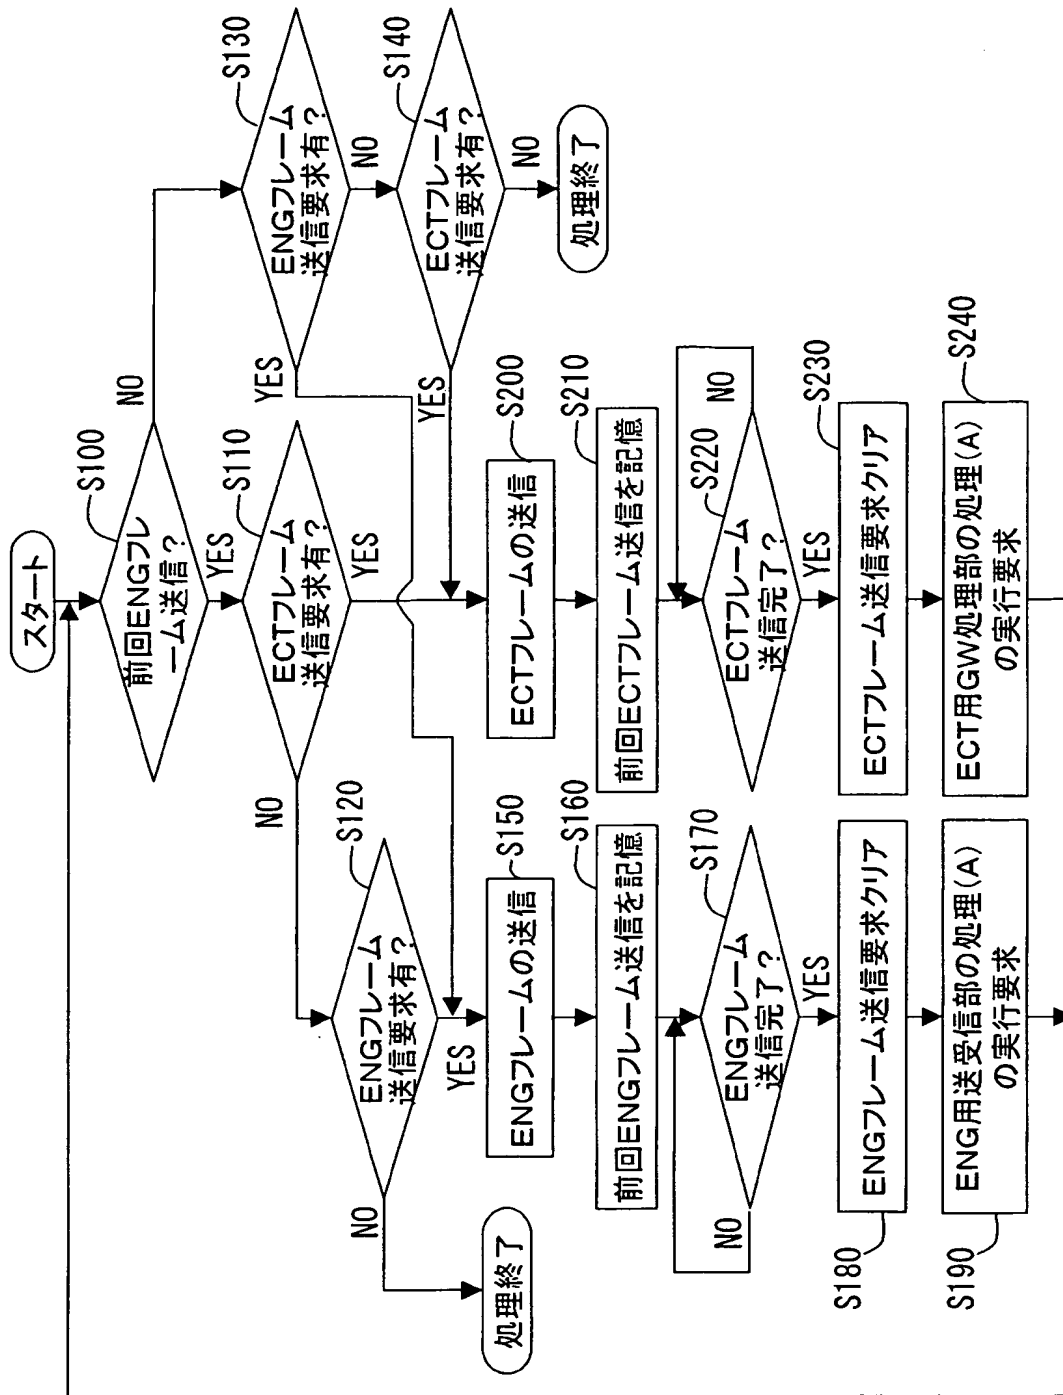 スタート
S100
前回ENGフレ
ーム送信？
NO
YES
S110
ECTフレーム
送信要求有？
NO
YES
S120
ENGフレーム
送信要求有？
NO
YES
処理終了
S130
ENGフレーム
送信要求有？
YES
NO
S140
ECTフレーム
送信要求有？
YES
NO
処理終了
S150
ENGフレームの送信
S160
前回ENGフレーム送信を記憶
S170
ENGフレーム
送信完了？
NO
YES
S180
ENGフレーム送信要求クリア
S190
ENG用送受信部の処理(A)
の実行要求
S200
ECTフレームの送信
S210
前回ECTフレーム送信を記憶
S220
ECTフレーム
送信完了？
NO
YES
S230
ECTフレーム送信要求クリア
S240
ECT用GW処理部の処理(A)
の実行要求